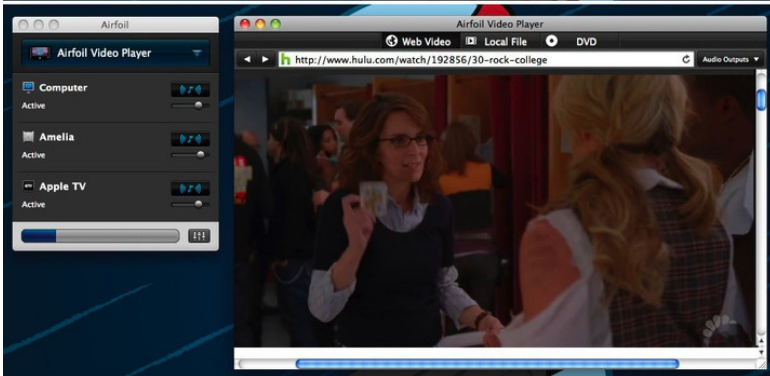 Airfoil
Airfoil Video Player
Computer
Active
Amelia
Active
Apple TV
Active
Airfoil Video Player
Web Video
Local File
DVD
h http://www.hulu.com/watch/192856/30-rock-college
Audio Outputs